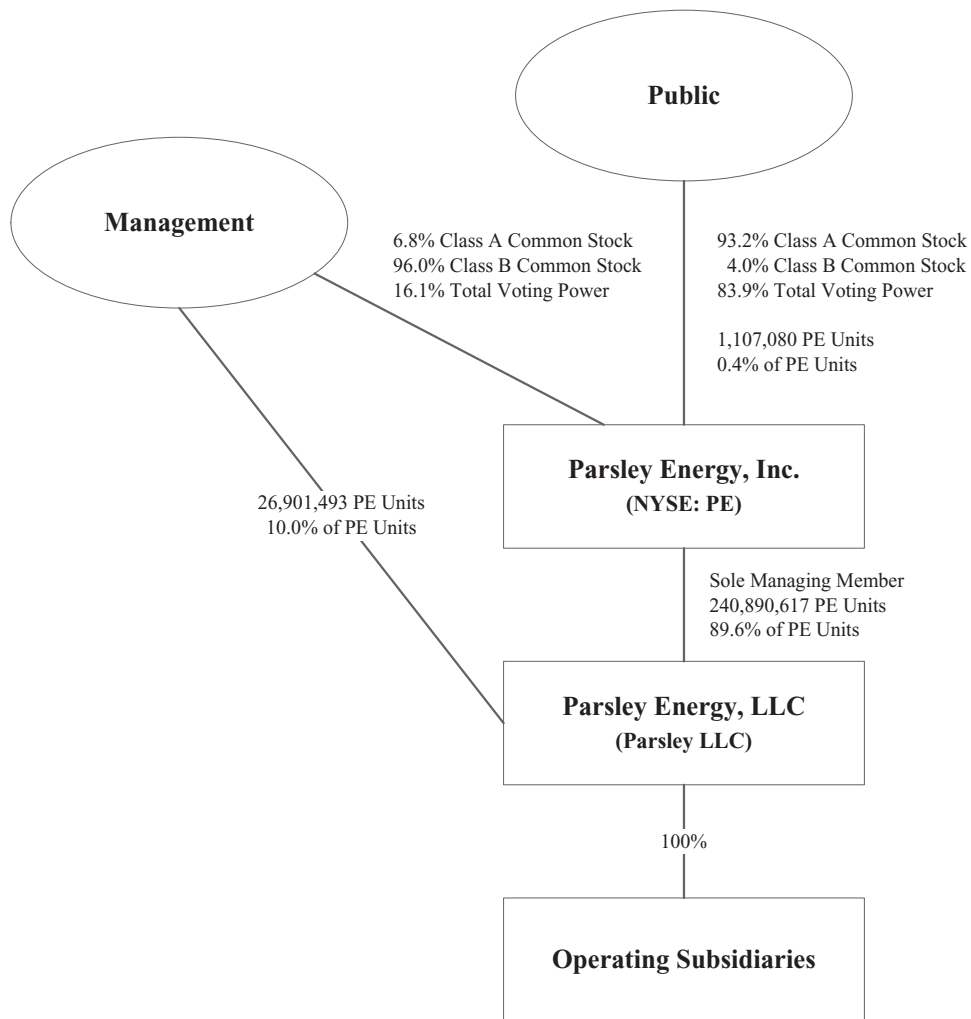 Public
Management
6.8% Class A Common Stock
96.0% Class B Common Stock
16.1% Total Voting Power
93.2% Class A Common Stock
4.0% Class B Common Stock
83.9% Total Voting Power
1,107,080 PE Units
0.4% of PE Units
Parsley Energy, Inc.
(NYSE: PE)
26,901,493 PE Units
10.0% of PE Units
Sole Managing Member
240,890,617 PE Units
89.6% of PE Units
Parsley Energy, LLC
(Parsley LLC)
100%
Operating Subsidiaries